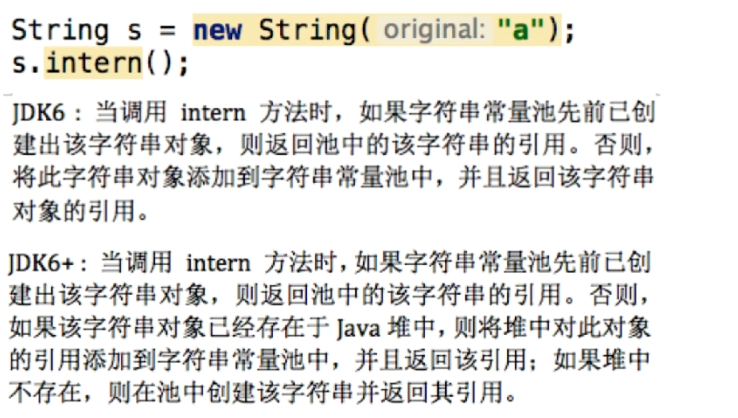 String s = new String( original: "a");
s.intern();
JDK6：当调用 intern 方法时，如果字符串常量池先前已创
建出该字符串对象，则返回池中的该字符串的引用。否则，
将此字符串对象添加到字符串常量池中，并且返回该字符串
对象的引用。
JDK6+：当调用 intern 方法时，如果字符串常量池先前已创
建出该字符串对象，则返回池中的该字符串的引用。否则，
如果该字符串对象已经存在于 Java 堆中，则将堆中对此对象
的引用添加到字符串常量池中，并且返回该引用；如果堆中
不存在，则在池中创建该字符串并返回其引用。